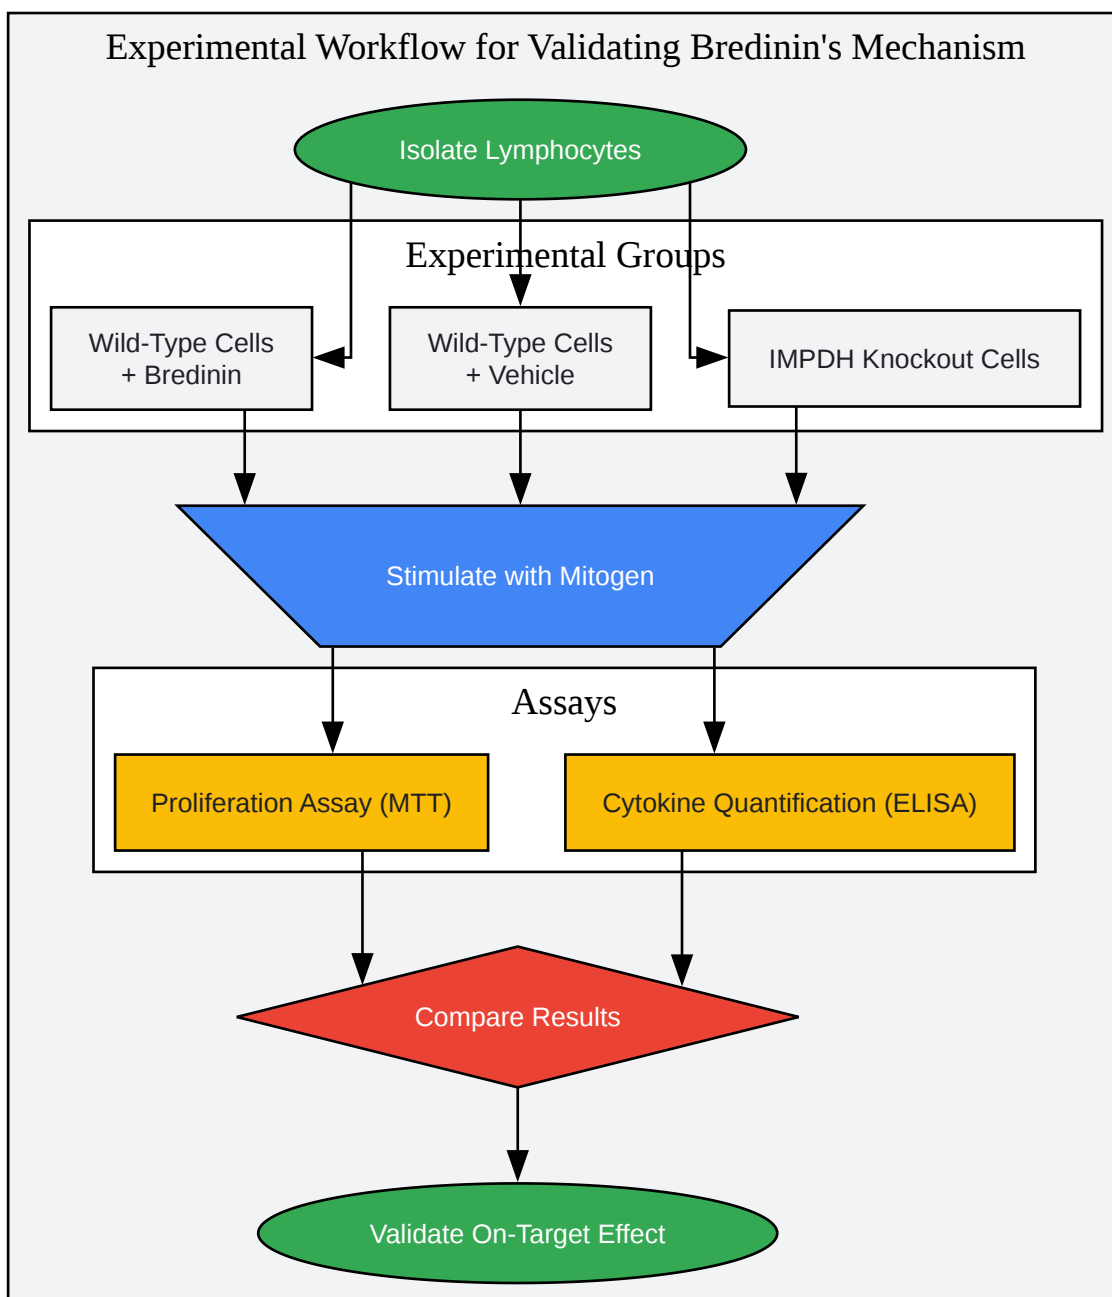 Experimental Workflow for Validating Bredinin's Mechanism
Isolate Lymphocytes
Experimental Groups
Wild-Type Cells
+ Bredinin
Wild-Type Cells
+ Vehicle
IMPDH Knockout Cells
Stimulate with Mitogen
Assays
Proliferation Assay (MTT)
Cytokine Quantification (ELISA)
Compare Results
Validate On-Target Effect